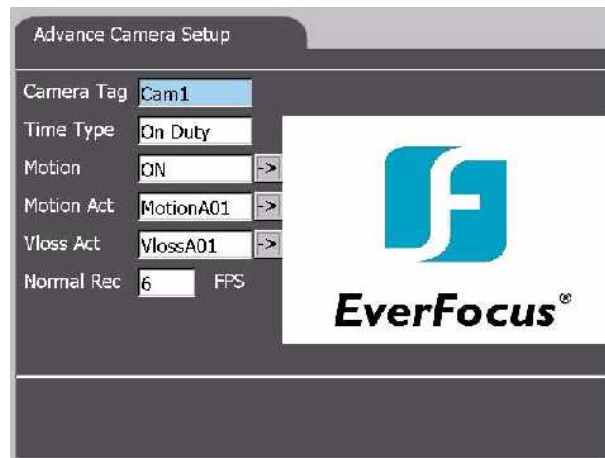 Advance Camera Setup
Camera Tag Cam1
Time Type On Duty
Motion ON ->
Motion Act MotionA01 ->
Vloss Act VlossA01 ->
Normal Rec 6 FPS
EverFocus®